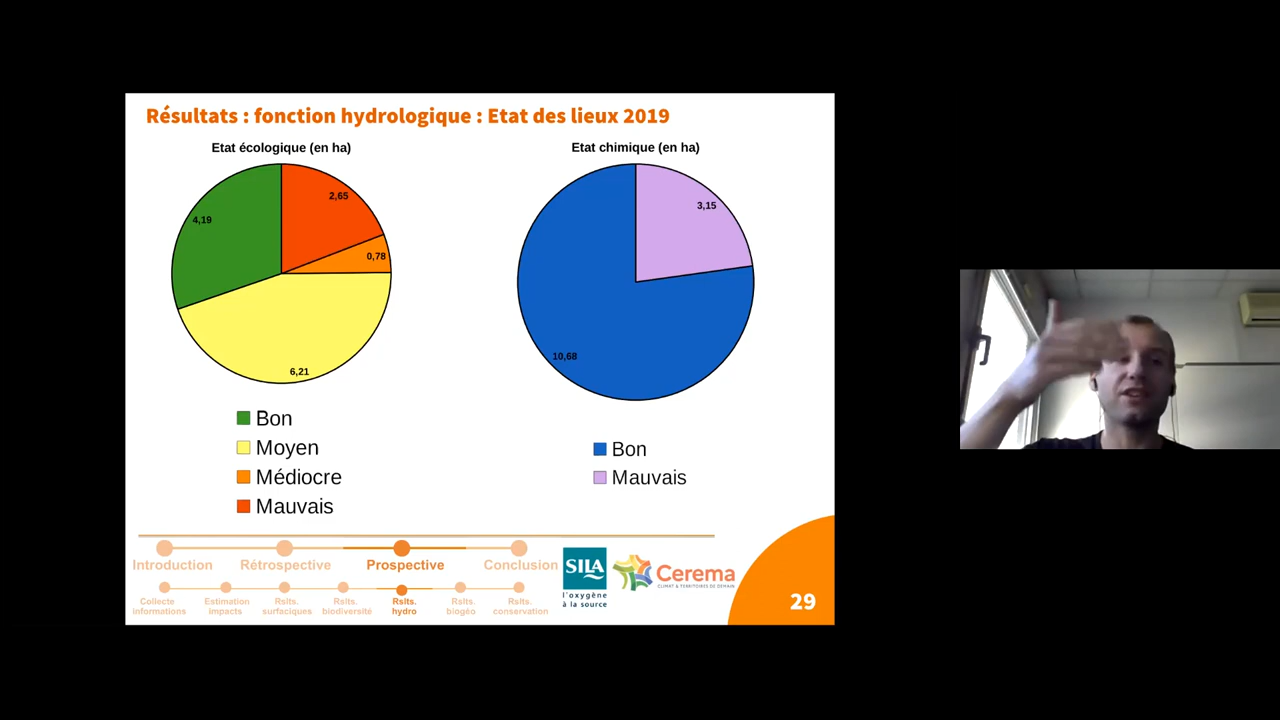 Résultats : fonction hydrologique : Etat des lieux 2019
Etat écologique (en ha)
2,65
4,19
0,78
6,21
Bon
Moyen
Médiocre
Mauvais
Etat chimique (en ha)
3,15
10,68
Bon
Mauvais
Introduction
Rétrospective
Prospective
Conclusion
Collecte
informations
Estimation
impacts
Rslts.
surfaciques
Rslts.
biodiversité
Rslts.
hydro
Rslts.
biogéo
Rslts.
conservation
SILA
l'oxygène
à la source
Cerema
CLIMAT & TERRITOIRES DE DEMAIN
29